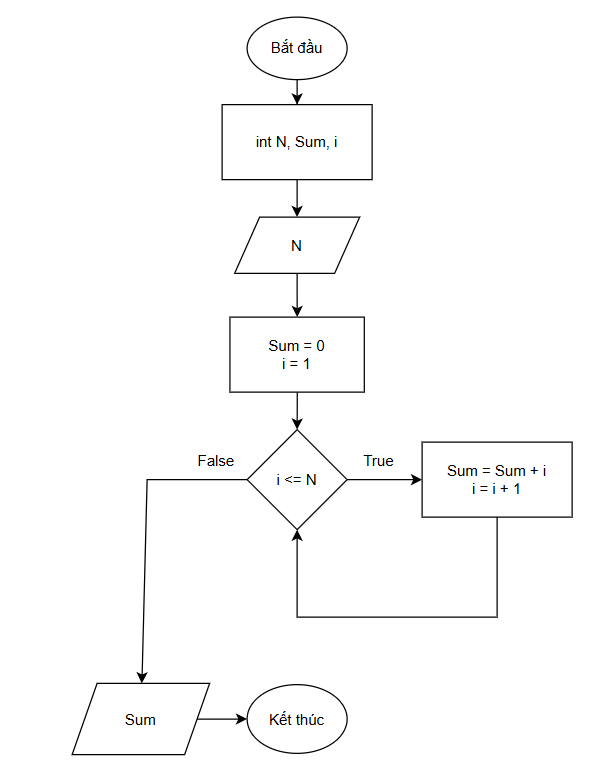 Bắt đầu
int N, Sum, i
N
Sum = 0
i = 1
False
True
i <= N
Sum = Sum + i
i = i + 1
Sum
Kết thúc